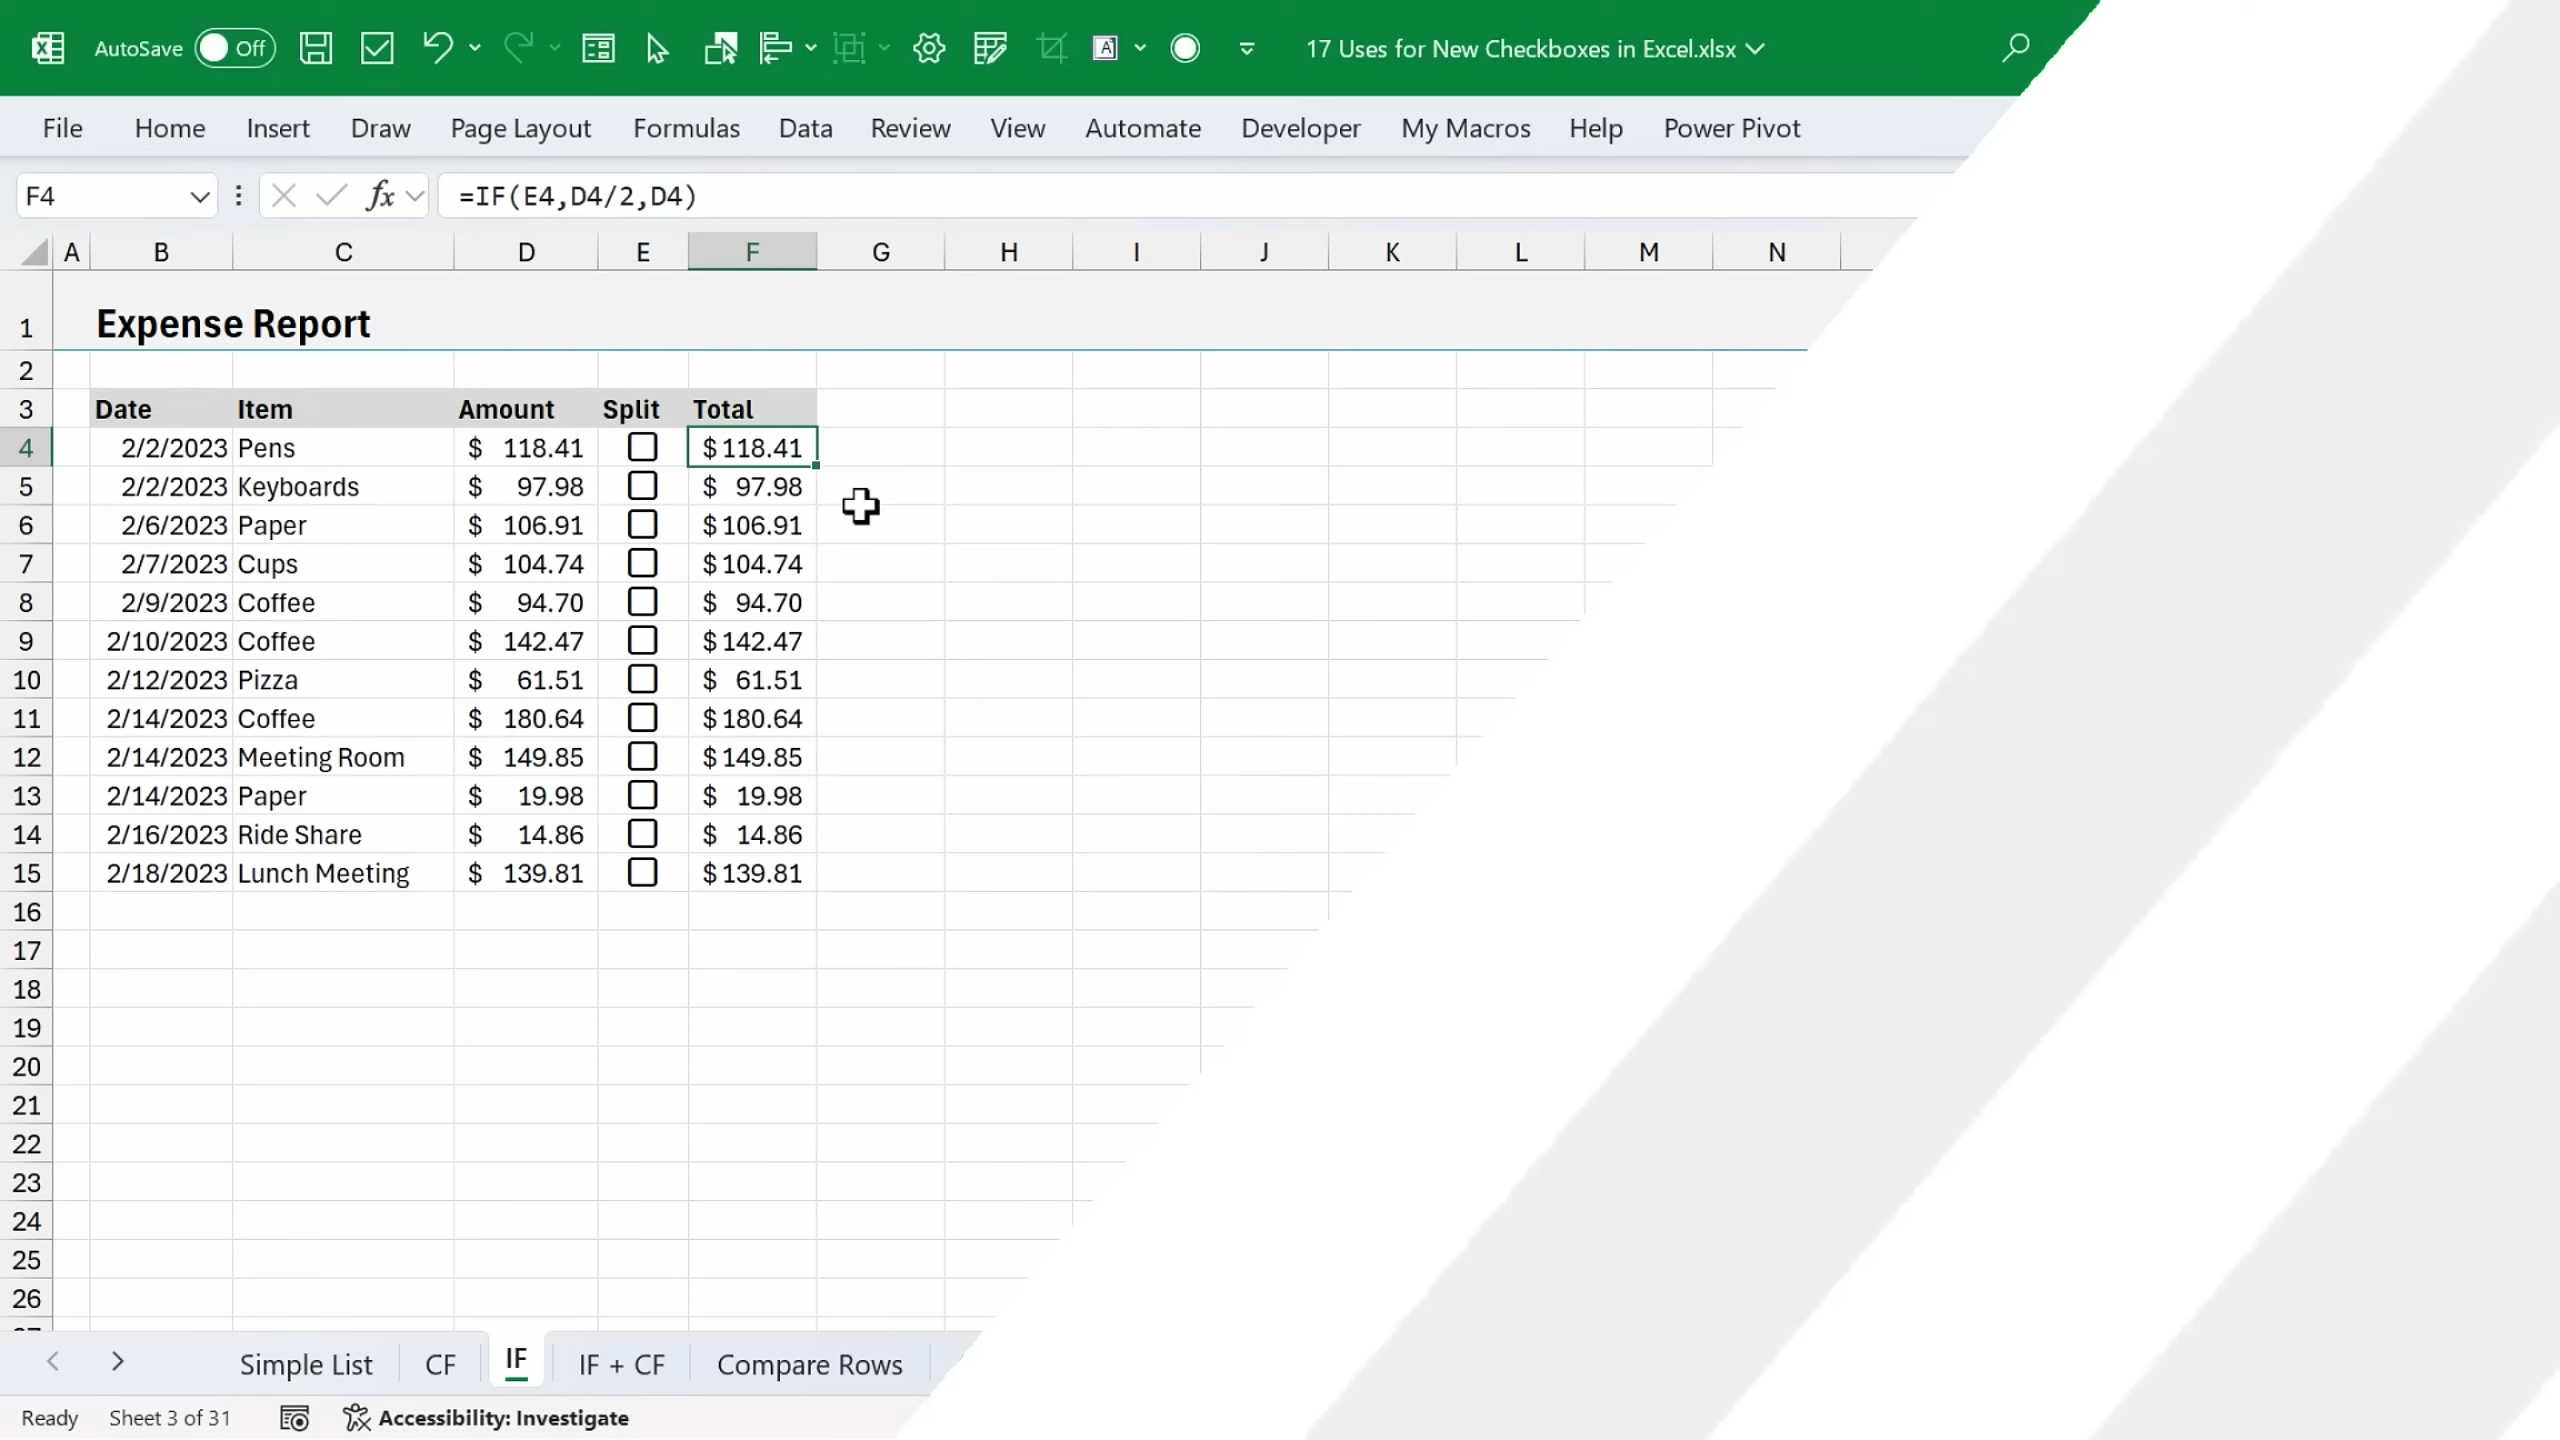 AutoSave Off 17 Uses for New Checkboxes in Excel.xlsx
File Home Insert Draw Page Layout Formulas Data Review View Automate Developer My Macros Help Power Pivot
F4 fx =IF(E4,D4/2,D4)
A B C D E F G H I J K L M N
1 Expense Report
2
3 Date Item Amount Split Total
4 2/2/2023 Pens $ 118.41 $118.41
5 2/2/2023 Keyboards $ 97.98 $ 97.98
6 2/6/2023 Paper $ 106.91 $106.91
7 2/7/2023 Cups $ 104.74 $104.74
8 2/9/2023 Coffee $ 94.70 $ 94.70
9 2/10/2023 Coffee $ 142.47 $142.47
10 2/12/2023 Pizza $ 61.51 $ 61.51
11 2/14/2023 Coffee $ 180.64 $180.64
12 2/14/2023 Meeting Room $ 149.85 $149.85
13 2/14/2023 Paper $ 19.98 $ 19.98
14 2/16/2023 Ride Share $ 14.86 $ 14.86
15 2/18/2023 Lunch Meeting $ 139.81 $139.81
16
17
18
19
20
21
22
23
24
25
26
Simple List CF IF IF + CF Compare Rows
Ready Sheet 3 of 31 Accessibility: Investigate